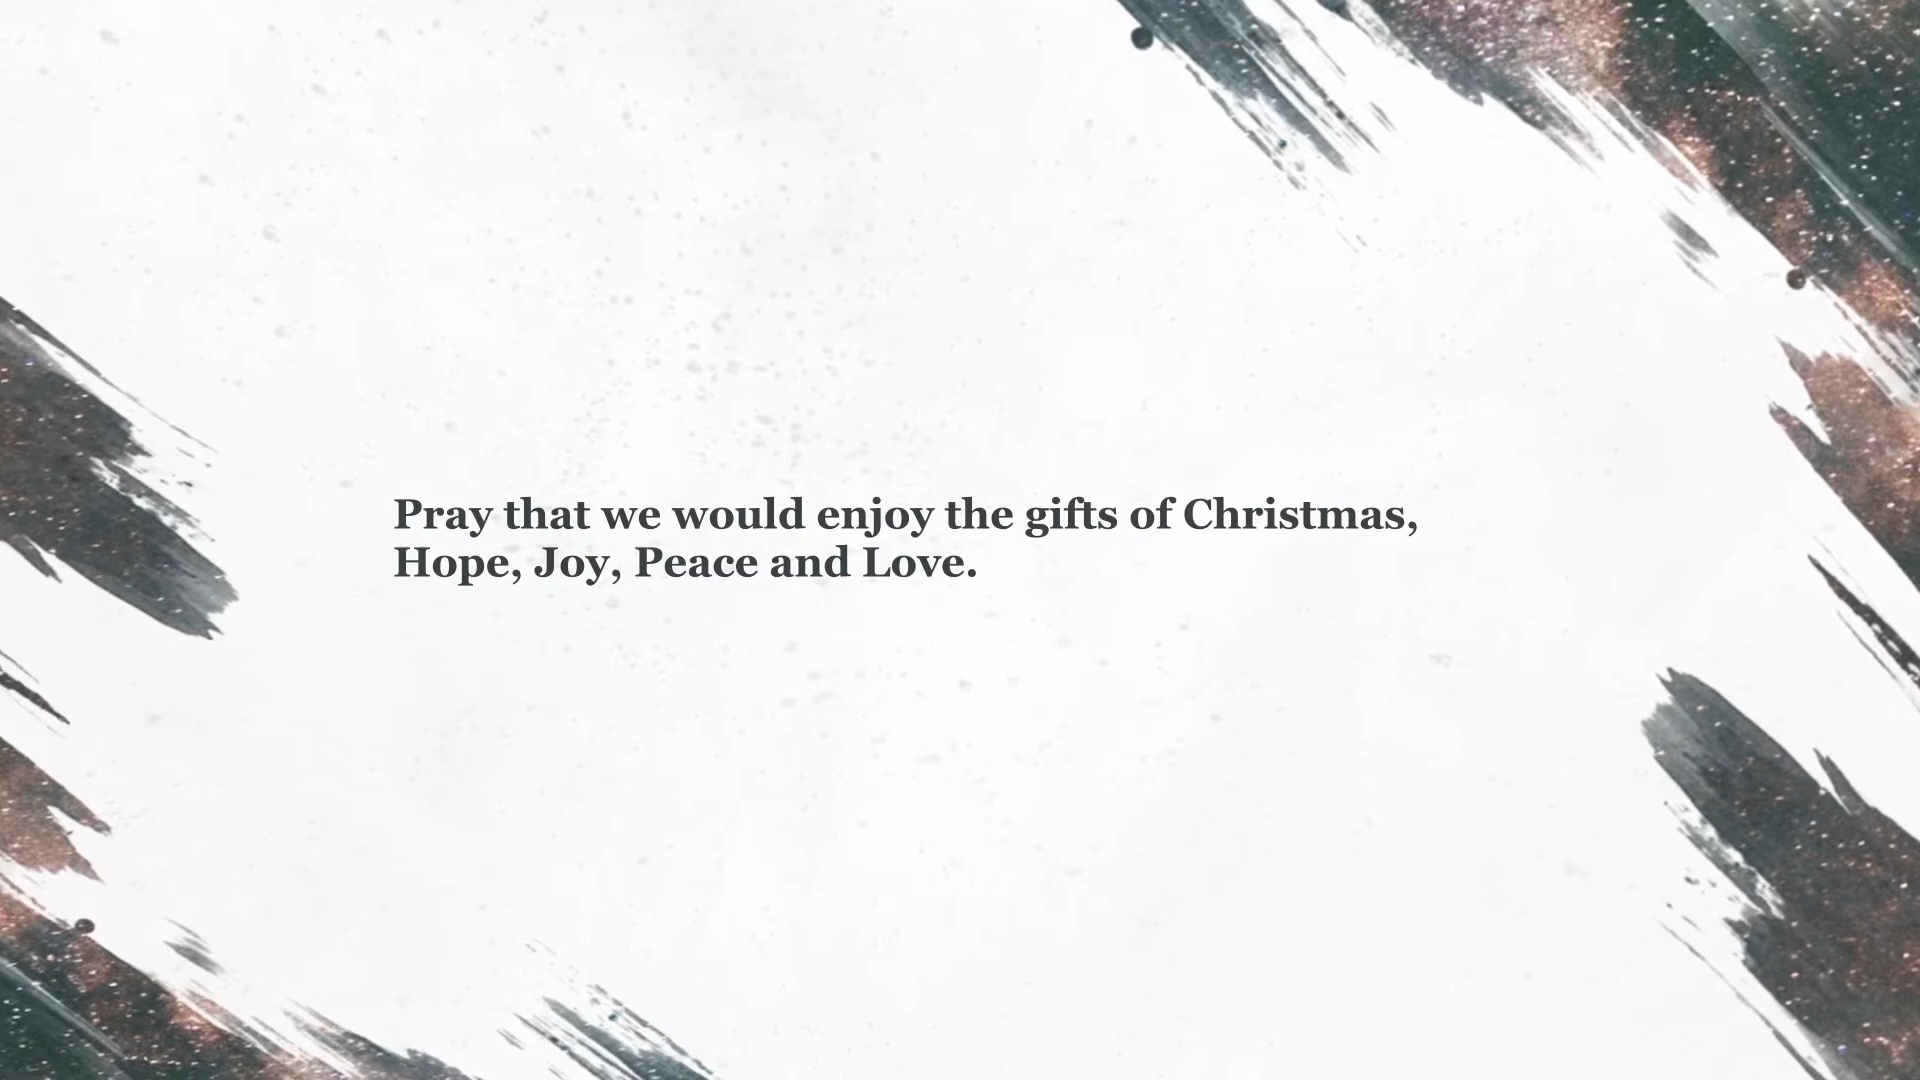 Pray that we would enjoy the gifts of Christmas,
Hope, Joy, Peace and Love.